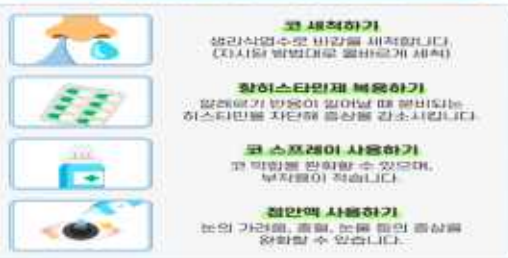 코 세척하기
생리식염수로 비강을 세척합니다.
(지시된 방법대로 올바르게 세척)
항히스타민제 복용하기
알레르기 반응이 일어날 때 분비되는
히스타민을 차단해 증상을 감소시킵니다.
코 스프레이 사용하기
코 막힘을 완화할 수 있으며,
부작용이 적습니다.
점안액 사용하기
눈의 가려움, 충혈, 눈물 등의 증상을
완화할 수 있습니다.